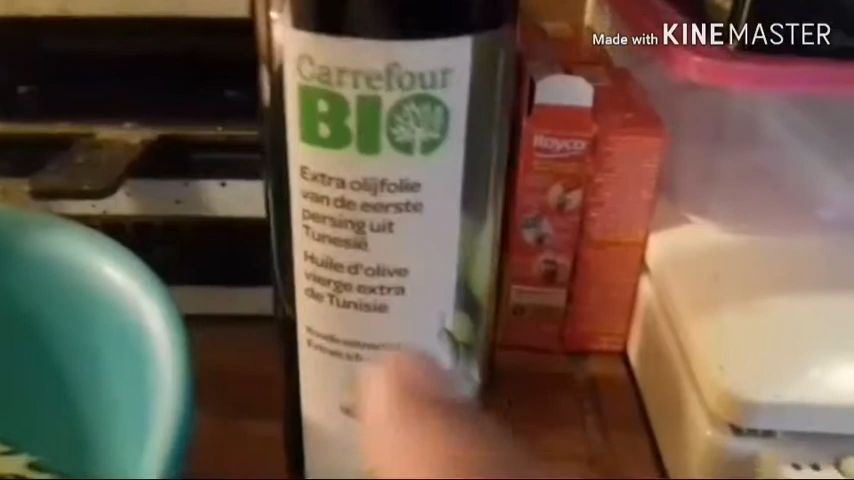 Made with KINEMASTER
Carrefour
BIO
Royco
Extra olijfolie
van de eerste
persing uit
Tunesië
Huile d'olive
vierge extra
de Tunisie